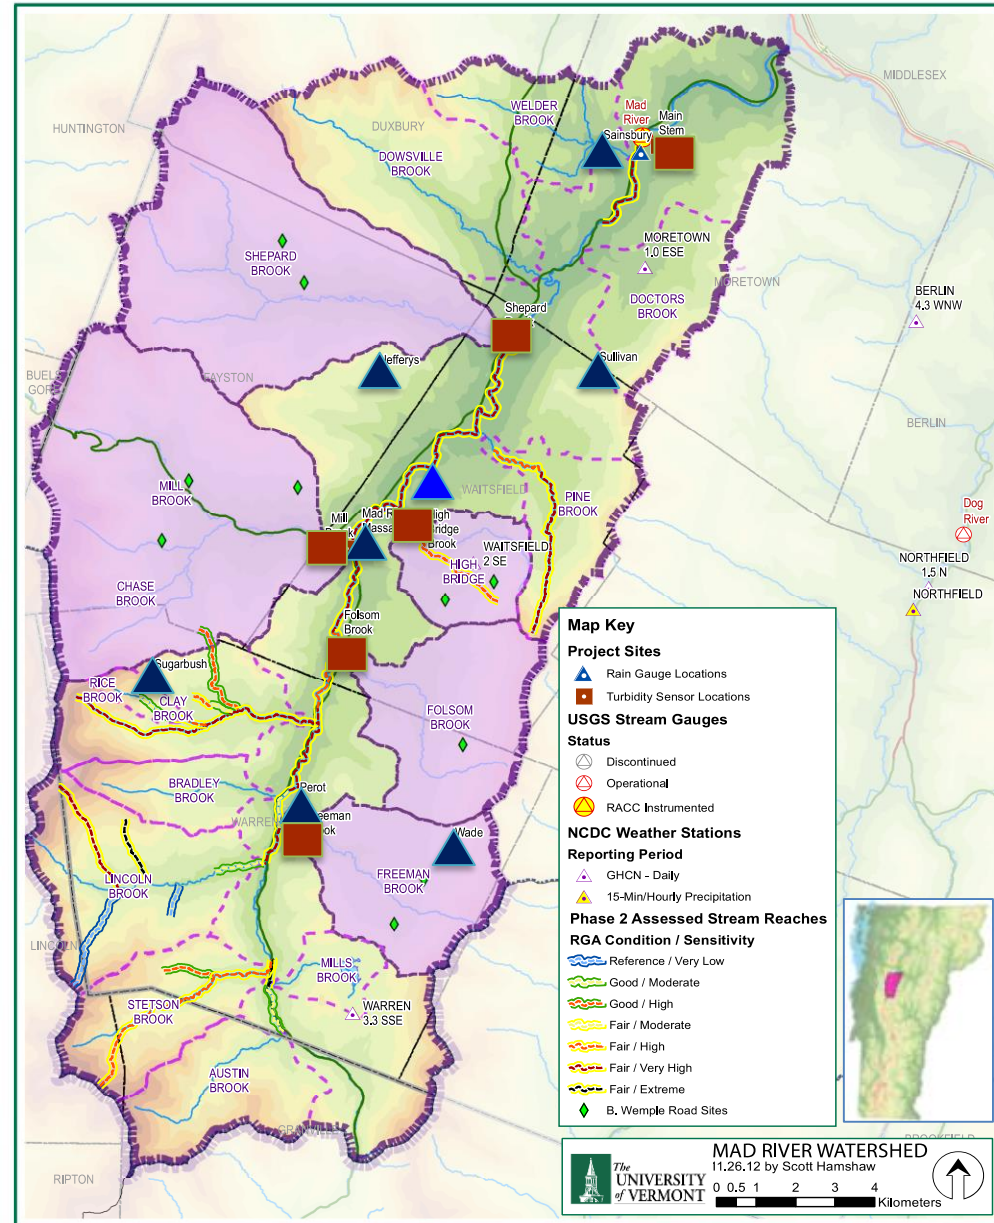 MIDDLESEX
HUNTINGTON
DUXBURY
WELDER
BROOK
Mad
River
Main
Stem
Sainsbury
DOWSVILLE
BROOK
SHEPARD
BROOK
MORETOWN
1.0 ESE
MORETOWN
BERLIN
4.3 WNW
DOCTORS
BROOK
Shepard
Jefferys
Sullivan
FAYSTON
BUELS
GORE
BERLIN
MILL
BROOK
WAITSFIELD
PINE
BROOK
Dog
River
Mill
Mad R
High
Bridge
Brook
WAITSFIELD
2 SE
HIGH
BRIDGE
NORTHFIELD
1.5 N
NORTHFIELD
CHASE
BROOK
Folsom
Brook
Sugarbush
RICE
BROOK
CLAY
BROOK
FOLSOM
BROOK
BRADLEY
BROOK
Perot
WARREN
Wade
FREEMAN
BROOK
LINCOLN
BROOK
LINCOLN
MILLS
BROOK
STETSON
BROOK
WARREN
3.3 SSE
AUSTIN
BROOK
GRANVILLE
RIPTON
BROOKFIELD
Map Key
Project Sites
Rain Gauge Locations
Turbidity Sensor Locations
USGS Stream Gauges
Status
Discontinued
Operational
RACC Instrumented
NCDC Weather Stations
Reporting Period
GHCN - Daily
15-Min/Hourly Precipitation
Phase 2 Assessed Stream Reaches
RGA Condition / Sensitivity
Reference / Very Low
Good / Moderate
Good / High
Fair / Moderate
Fair / High
Fair / Very High
Fair / Extreme
B. Wemple Road Sites
The
UNIVERSITY
of VERMONT
MAD RIVER WATERSHED
11.26.12 by Scott Hamshaw
0 0.5 1 2 3 4
Kilometers